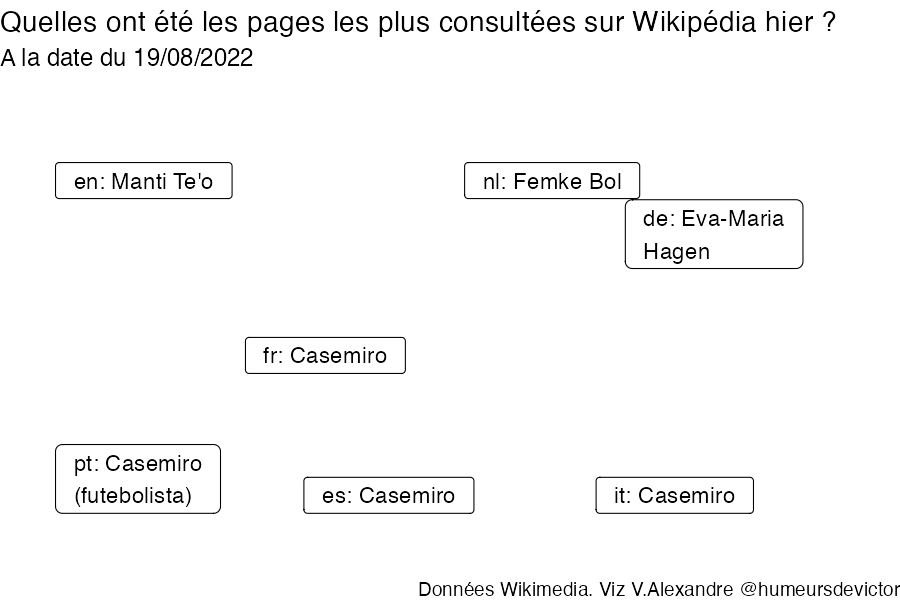 Quelles ont été les pages les plus consultées sur Wikipédia hier ?
A la date du 19/08/2022
en: Manti Te'o
nl: Femke Bol
de: Eva-Maria
Hagen
fr: Casemiro
pt: Casemiro
(futebolista)
es: Casemiro
it: Casemiro
Données Wikimedia. Viz V.Alexandre @humeursdevictor